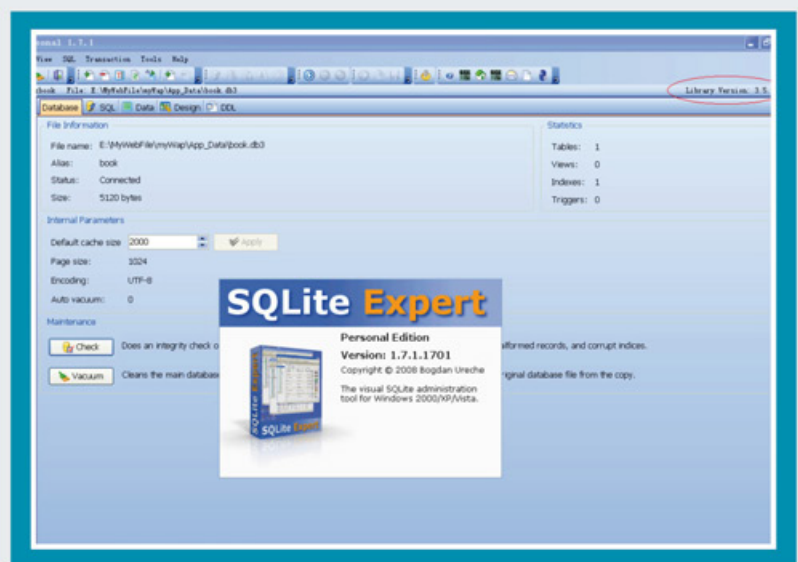 sonal 1.7.1
View SQL Transaction Tools Help
book File: E:\MyWebFile\myWap\App_Data\book.db3 Library Version: 3.5.
Database SQL Data Design DDL
File Information Statistics
File name: E:\MyWebFile\myWap\App_Data\book.db3 Tables: 1
Alias: book Views: 0
Status: Connected Indexes: 1
Size: 5120 bytes Triggers: 0
Internal Parameters
Default cache size 2000 Apply
Page size: 1024
Encoding: UTF-8
Auto vacuum: 0
Maintenance
Check Does an integrity check o
alformed records, and corrupt indices.
Vacuum Cleans the main database
riginal database file from the copy.
SQLite Expert
Personal Edition
Version: 1.7.1.1701
Copyright © 2008 Bogdan Ureche
The visual SQLite administration
tool for Windows 2000/XP/Vista.
SQLite Expert
SQLite Expert